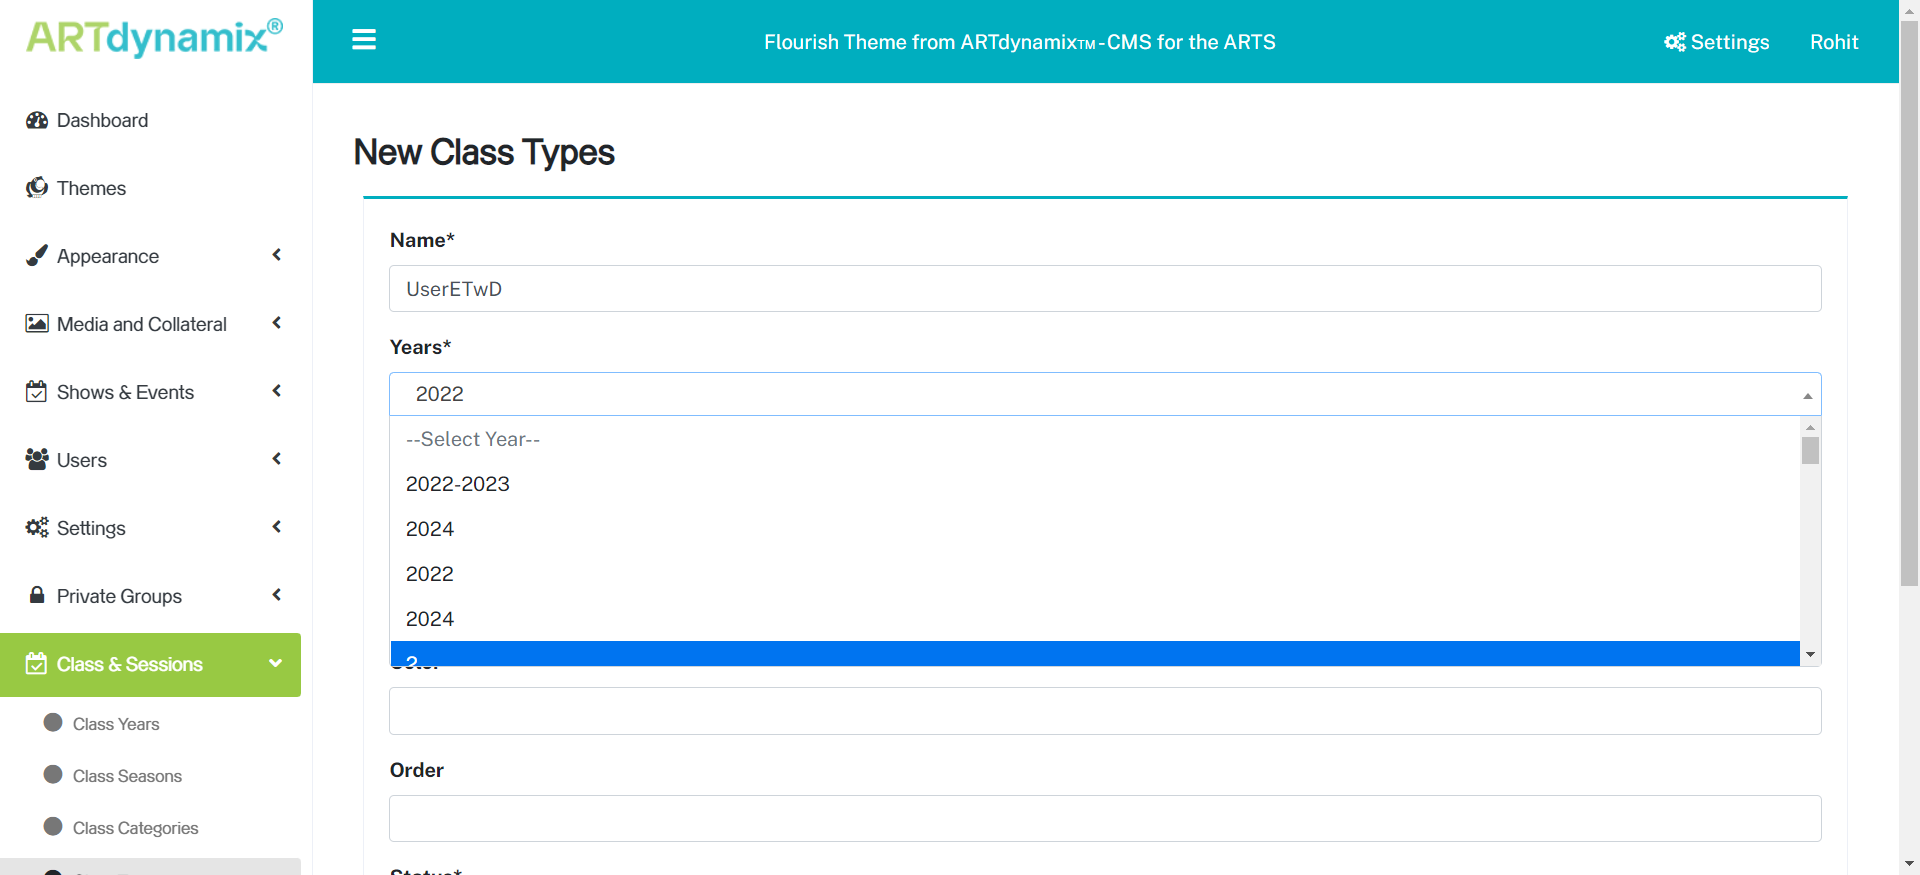 ARTdynamix®
Flourish Theme from ARTdynamix™ - CMS for the ARTS
Settings
Rohit
Dashboard
Themes
Appearance
Media and Collateral
Shows & Events
Users
Settings
Private Groups
Class & Sessions
Class Years
Class Seasons
Class Categories
New Class Types
Name*
UserETwD
Years*
2022
--Select Year--
2022-2023
2024
2022
2024
Order
Status*